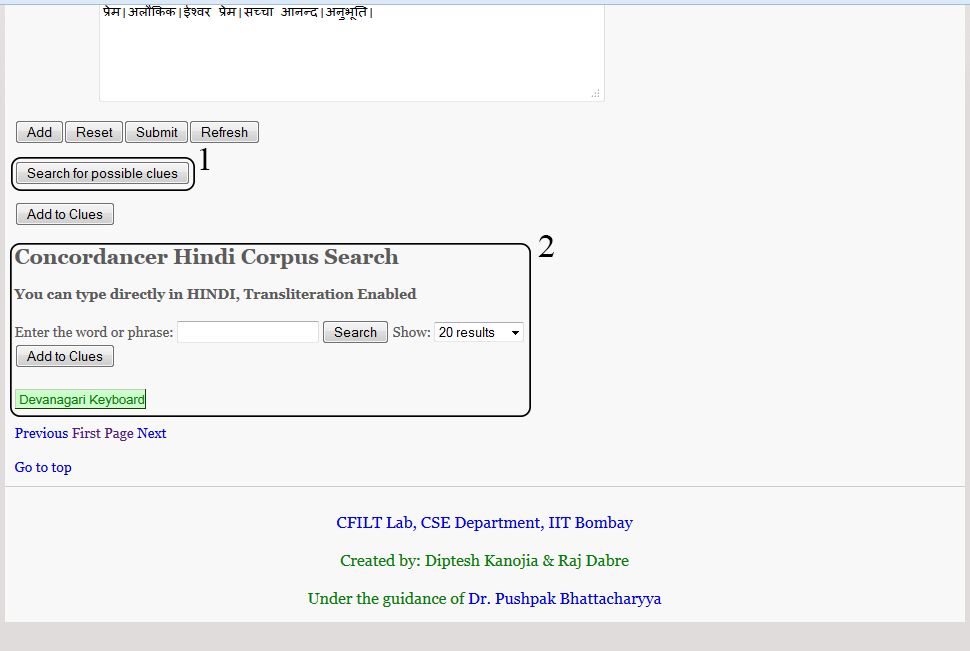 प्रेम|अलौकिक|ईश्वर प्रेम|सच्चा आनन्द|अनुभूति|
Add Reset Submit Refresh
1
Search for possible clues
Add to Clues
2
Concordancer Hindi Corpus Search
You can type directly in HINDI, Transliteration Enabled
Enter the word or phrase: Search Show: 20 results
Add to Clues
Devanagari Keyboard
Previous First Page Next
Go to top
CFILT Lab, CSE Department, IIT Bombay
Created by: Diptesh Kanojia & Raj Dabre
Under the guidance of Dr. Pushpak Bhattacharyya